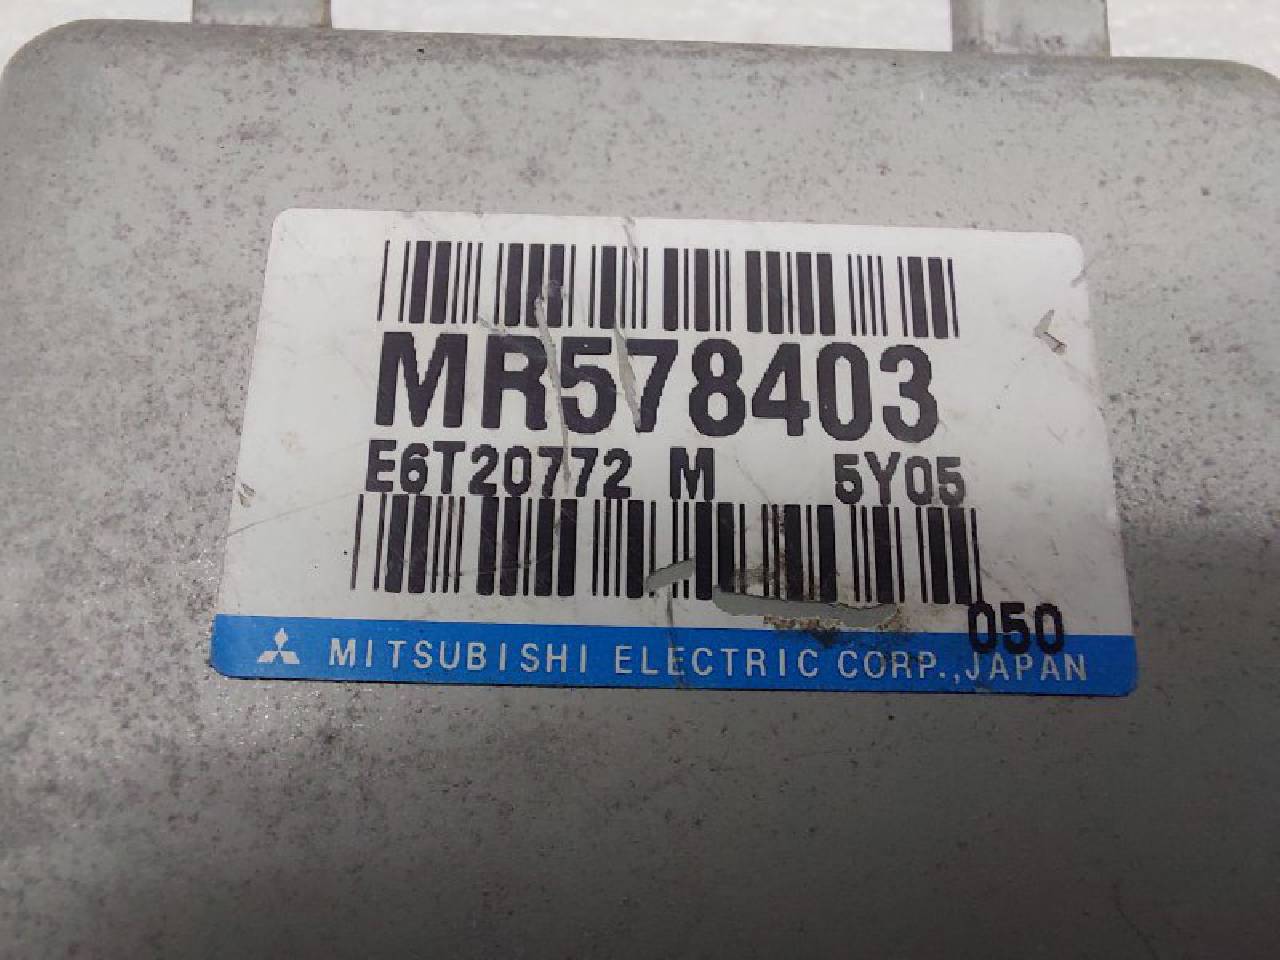 MR578403
E6T20772 M 5Y05
050
MITSUBISHI ELECTRIC CORP.,JAPAN